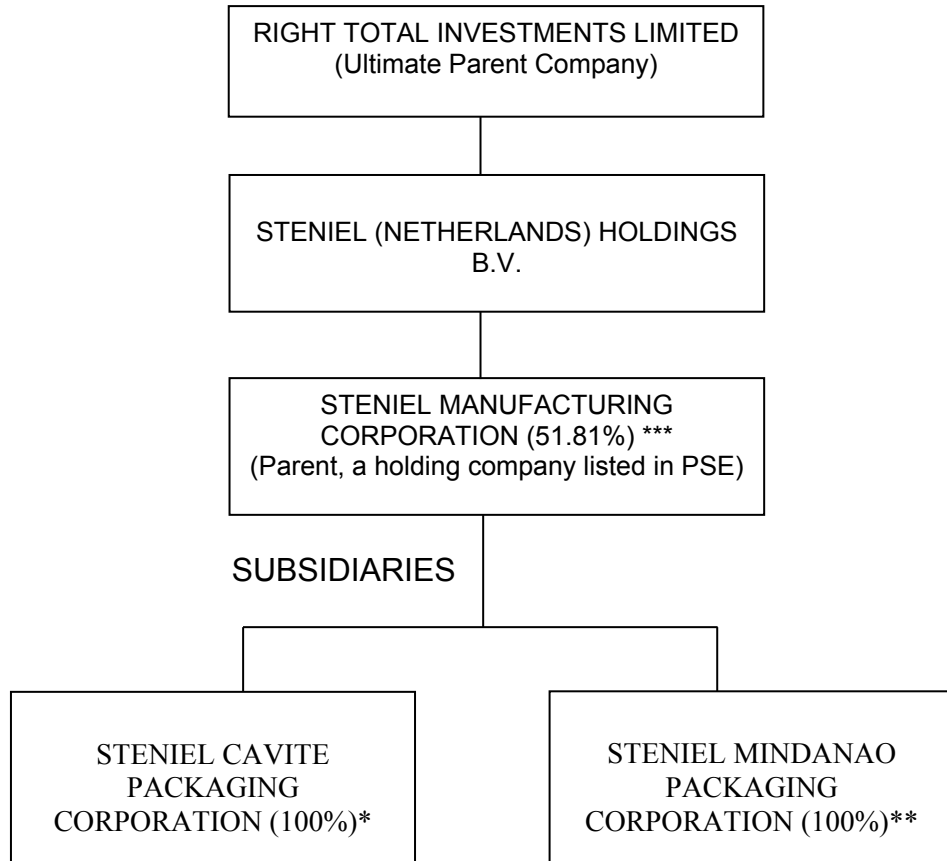 RIGHT TOTAL INVESTMENTS LIMITED
(Ultimate Parent Company)
STENIEL (NETHERLANDS) HOLDINGS
B.V.
STENIEL MANUFACTURING
CORPORATION (51.81%) ***
(Parent, a holding company listed in PSE)
SUBSIDIARIES
STENIEL CAVITE
PACKAGING
CORPORATION (100%)*
STENIEL MINDANAO
PACKAGING
CORPORATION (100%)**